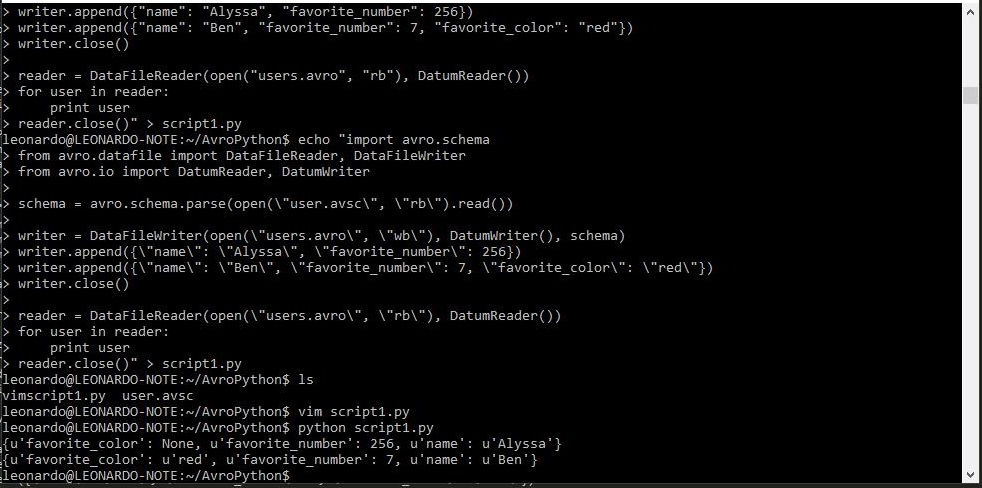 > writer.append({"name": "Alyssa", "favorite_number": 256})
> writer.append({"name": "Ben", "favorite_number": 7, "favorite_color": "red"})
> writer.close()
>
> reader = DataFileReader(open("users.avro", "rb"), DatumReader())
> for user in reader:
>     print user
> reader.close()" > script1.py
leonardo@LEONARDO-NOTE:~/AvroPython$ echo "import avro.schema
> from avro.datafile import DataFileReader, DataFileWriter
> from avro.io import DatumReader, DatumWriter
>
> schema = avro.schema.parse(open(\"user.avsc\", \"rb\").read())
>
> writer = DataFileWriter(open(\"users.avro\", \"wb\"), DatumWriter(), schema)
> writer.append({\"name\": \"Alyssa\", \"favorite_number\": 256})
> writer.append({\"name\": \"Ben\", \"favorite_number\": 7, \"favorite_color\": \"red\"})
> writer.close()
>
> reader = DataFileReader(open(\"users.avro\", \"rb\"), DatumReader())
> for user in reader:
>     print user
> reader.close()" > script1.py
leonardo@LEONARDO-NOTE:~/AvroPython$ ls
vimscript1.py  user.avsc
leonardo@LEONARDO-NOTE:~/AvroPython$ vim script1.py
leonardo@LEONARDO-NOTE:~/AvroPython$ python script1.py
{u'favorite_color': None, u'favorite_number': 256, u'name': u'Alyssa'}
{u'favorite_color': u'red', u'favorite_number': 7, u'name': u'Ben'}
leonardo@LEONARDO-NOTE:~/AvroPython$